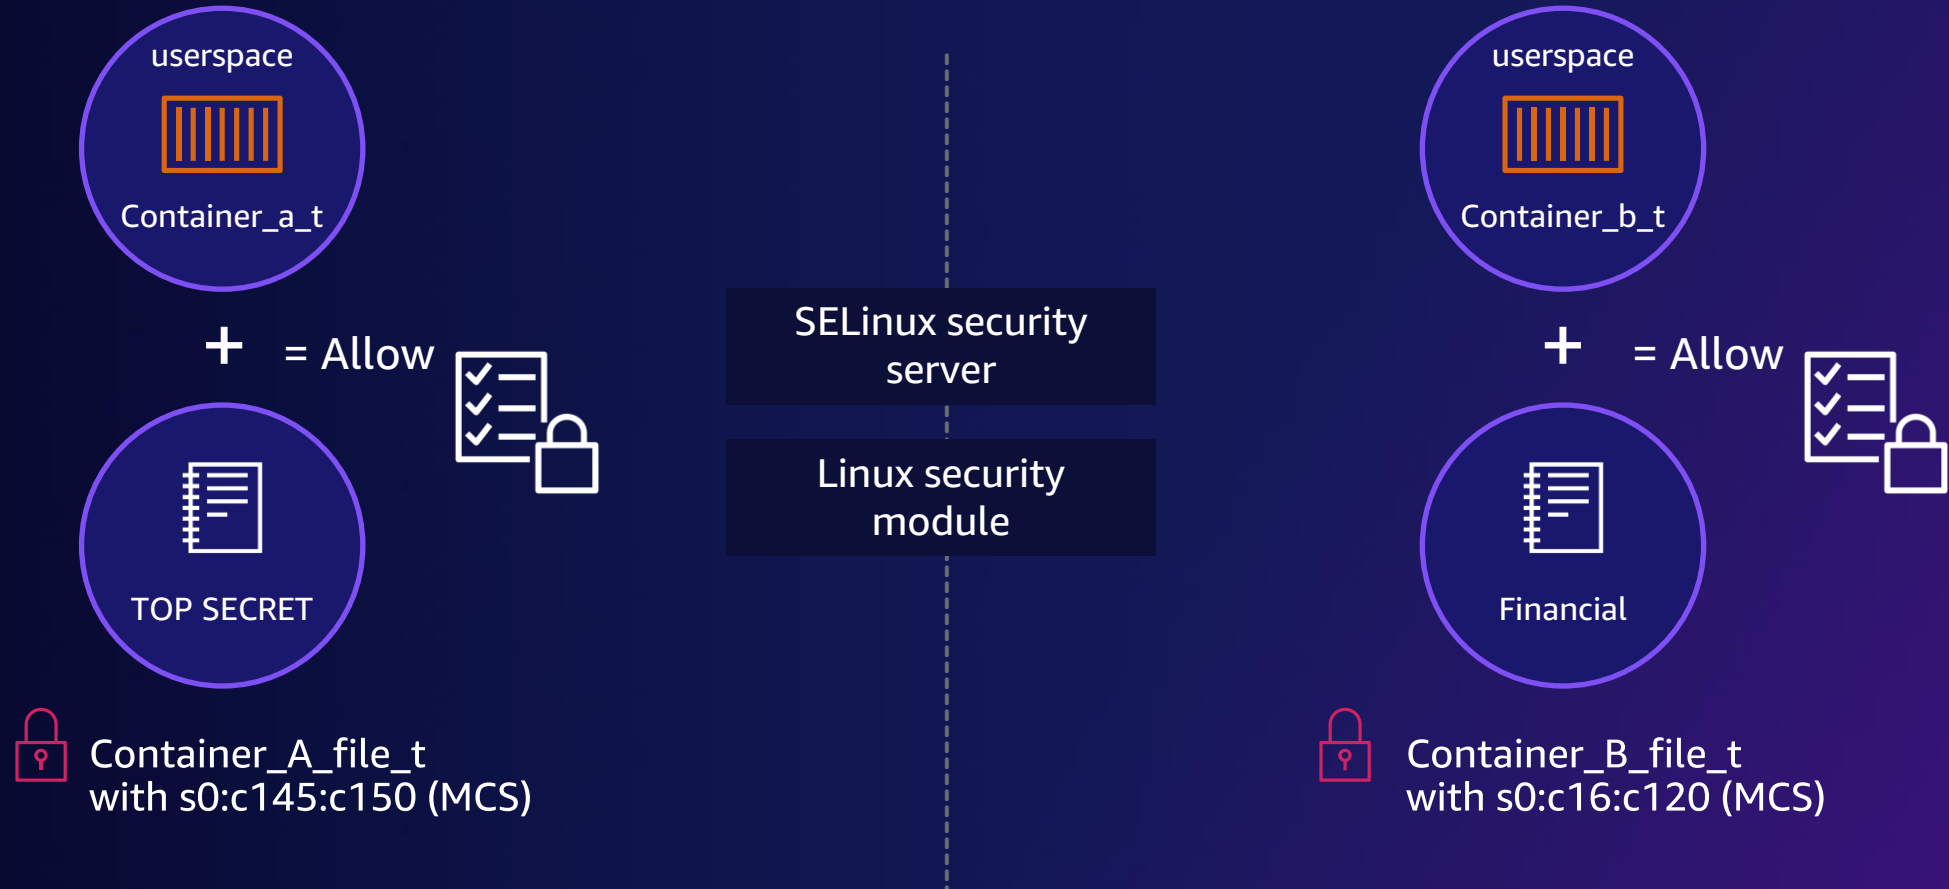 userspace
Container_a_t
= Allow
TOP SECRET
Container_A_file_t
with s0:c145:c150 (MCS)
SELinux security
server
Linux security
module
userspace
Container_b_t
= Allow
Financial
Container_B_file_t
with s0:c16:c120 (MCS)